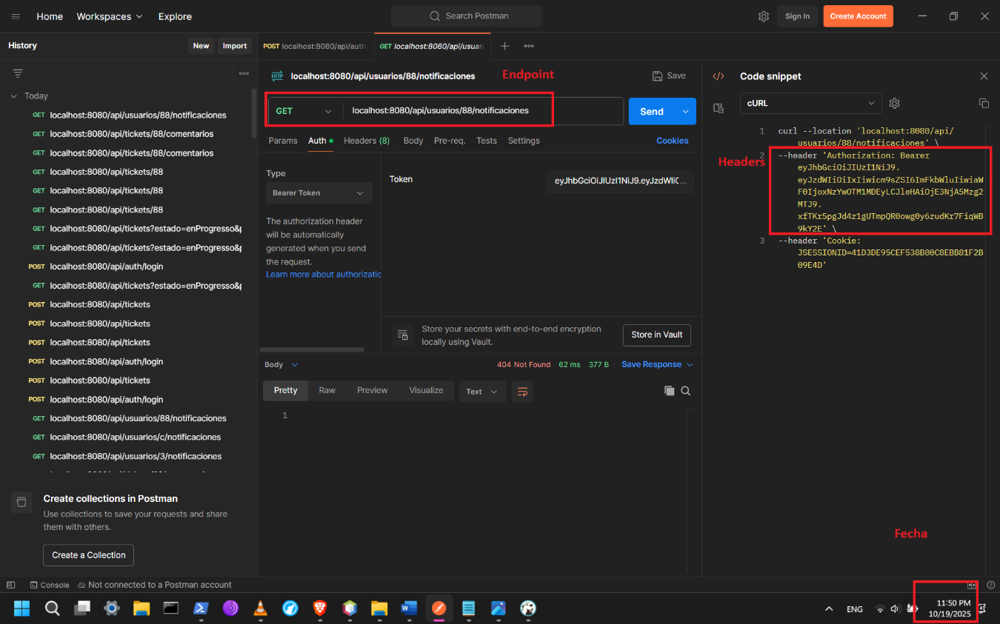 Home
Workspaces
Explore
Search Postman
Sign In
Create Account
History
New
Import
POST localhost:8080/api/auth
GET localhost:8080/api/usuari
Today
GET localhost:8080/api/usuarios/88/notificaciones
GET localhost:8080/api/tickets/88/comentarios
GET localhost:8080/api/tickets/88/comentarios
GET localhost:8080/api/tickets/88
GET localhost:8080/api/tickets/88
GET localhost:8080/api/tickets/88
GET localhost:8080/api/tickets?estado=enProgresso&p
GET localhost:8080/api/tickets?estado=enProgresso&p
POST localhost:8080/api/auth/login
GET localhost:8080/api/tickets?estado=enProgresso&p
POST localhost:8080/api/tickets
POST localhost:8080/api/tickets
POST localhost:8080/api/tickets
POST localhost:8080/api/auth/login
POST localhost:8080/api/tickets
POST localhost:8080/api/auth/login
GET localhost:8080/api/usuarios/88/notificaciones
GET localhost:8080/api/usuarios/c/notificaciones
GET localhost:8080/api/usuarios/3/notificaciones
Create collections in Postman
Use collections to save your requests and share
them with others.
Create a Collection
HTTP localhost:8080/api/usuarios/88/notificaciones
Endpoint
Save
GET localhost:8080/api/usuarios/88/notificaciones
Send
Params Auth Headers (8) Body Pre-req. Tests Settings
Cookies
Type
Bearer Token
The authorization header
will be automatically
generated when you send
the request.
Learn more about authorizatio
Token
eyJhbGciOiJIUzI1NiJ9.eyJzdWIiO...
Store your secrets with end-to-end encryption
locally using Vault.
Store in Vault
Body
404 Not Found 62 ms 377 B Save Response
Pretty Raw Preview Visualize Text
1
</> Code snippet
cURL
Headers
1 curl --location 'localhost:8080/api/
usuarios/88/notificaciones' \
2 --header 'Authorization: Bearer
eyJhbGciOiJIUzI1NiJ9.
eyJzdWIiOiIxIiwicm9sZSI6ImFkbWluIiwiaW
F0IjoxNzYwOTM1MDEyLCJleHAiOjE3NjA5Mzg2
MTJ9.
xfTKr5pgJd4z1gUTmpQR0owg0y6zudKr7FiqWB
9kY2E' \
3 --header 'Cookie:
JSESSIONID=41D3DE95CEF538B00C8EBB81F2B
09E4D'
Fecha
Console
Not connected to a Postman account
ENG
11:50 PM
10/19/2025